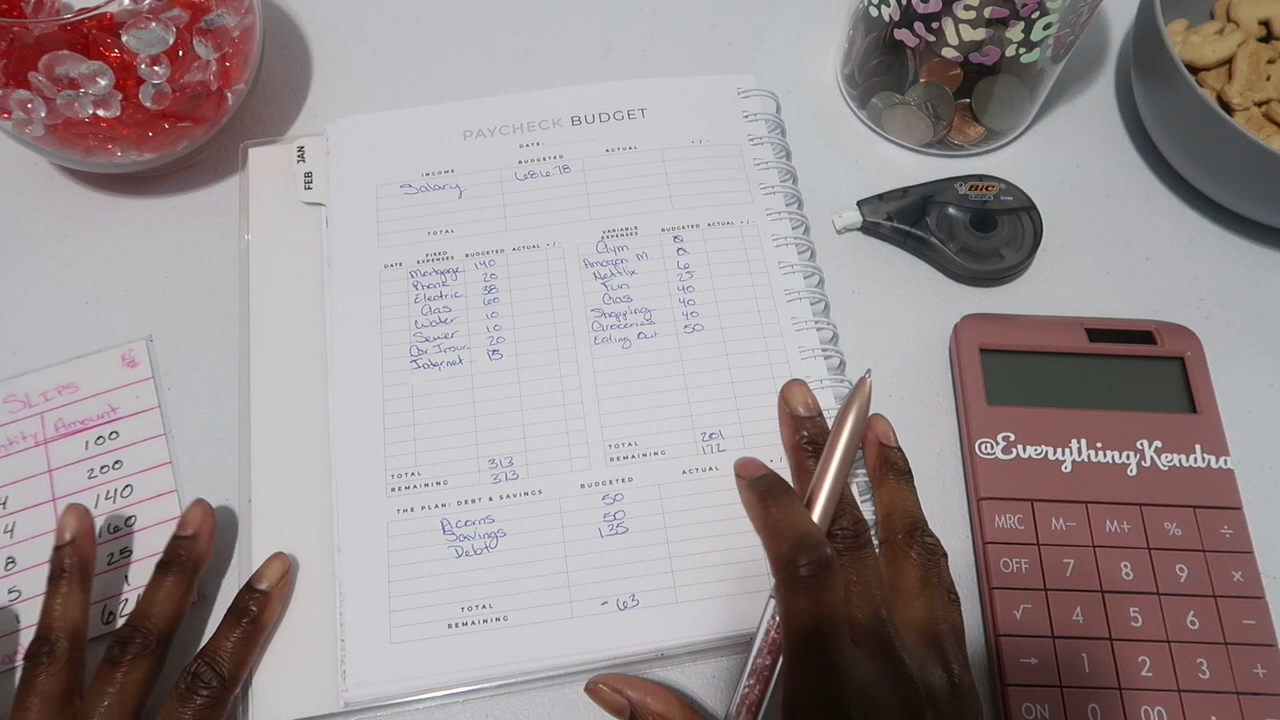 PAYCHECK BUDGET
DATE:
INCOME BUDGETED ACTUAL +/-
Salary 686.78
TOTAL
DATE FIXED EXPENSES BUDGETED ACTUAL +/-
Mortgage 140
Phone 20
Electric 38
Gas 60
Water 10
Sewer 10
Car Insur. 20
Internet 15
TOTAL 313
REMAINING 373
VARIABLE EXPENSES BUDGETED ACTUAL +/-
Gym
Amazon M
Netflix 6
Fun 25
Gas 40
Shopping 40
Groceries 40
Eating Out 50
TOTAL 201
REMAINING 172
THE PLAN: DEBT & SAVINGS BUDGETED ACTUAL +/-
Acorns 50
Savings 50
Debt 135
TOTAL
REMAINING -63
JAN
FEB
SLIPS
Amount
100
200
4 140
4 160
8 25
5 1
BIC
@EverythingKendra
MRC M- M+ % ÷
OFF 7 8 9 ×
√ 4 5 6 -
→ 1 2 3 +
ON 0 00 .